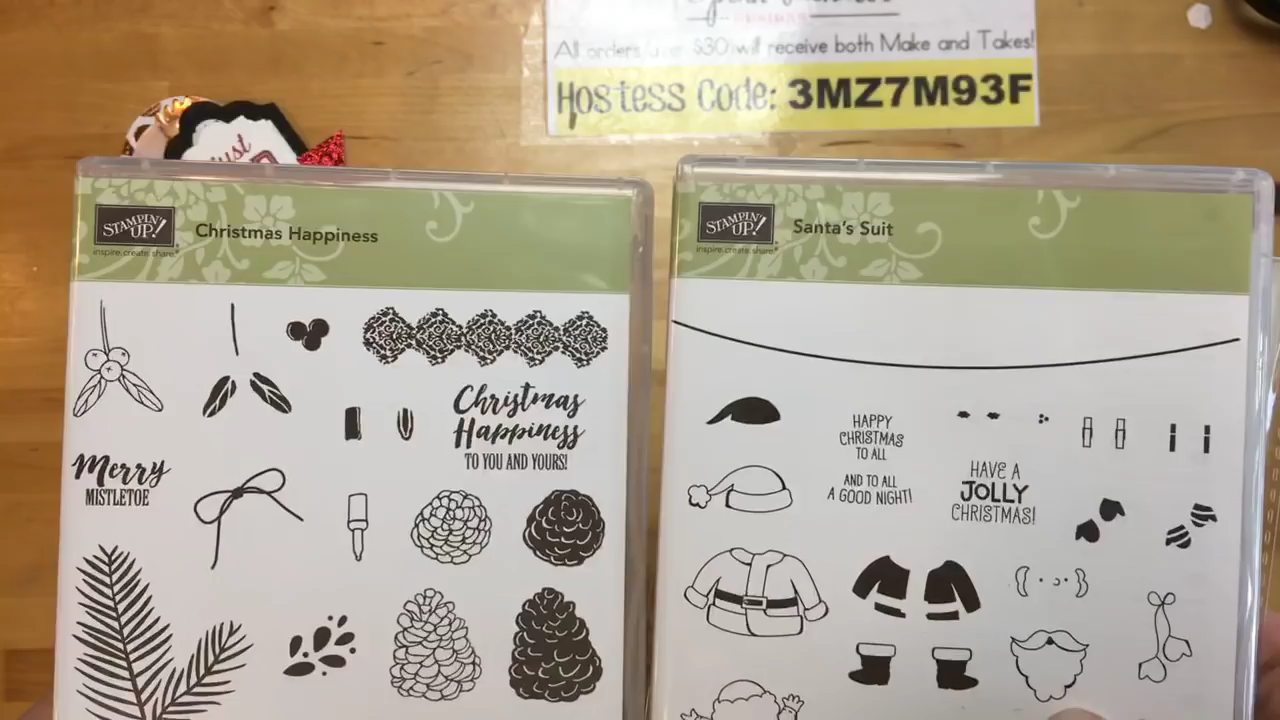 All orders over $30 will receive both Make and Takes!
Hostess Code: 3MZ7M93F
Just
STAMPIN' UP!
inspire.create.share
Christmas Happiness
Christmas
Happiness
TO YOU AND YOURS!
Merry
MISTLETOE
STAMPIN' UP!
inspire.create.share
Santa's Suit
HAPPY
CHRISTMAS
TO ALL
AND TO ALL
A GOOD NIGHT!
HAVE A
JOLLY
CHRISTMAS!